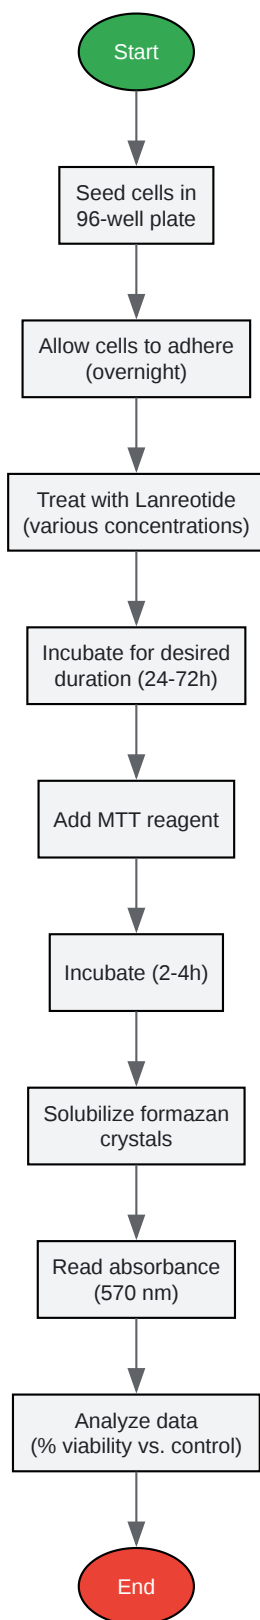 Start
Seed cells in
96-well plate
Allow cells to adhere
(overnight)
Treat with Lanreotide
(various concentrations)
Incubate for desired
duration (24-72h)
Add MTT reagent
Incubate (2-4h)
Solubilize formazan
crystals
Read absorbance
(570 nm)
Analyze data
(% viability vs. control)
End